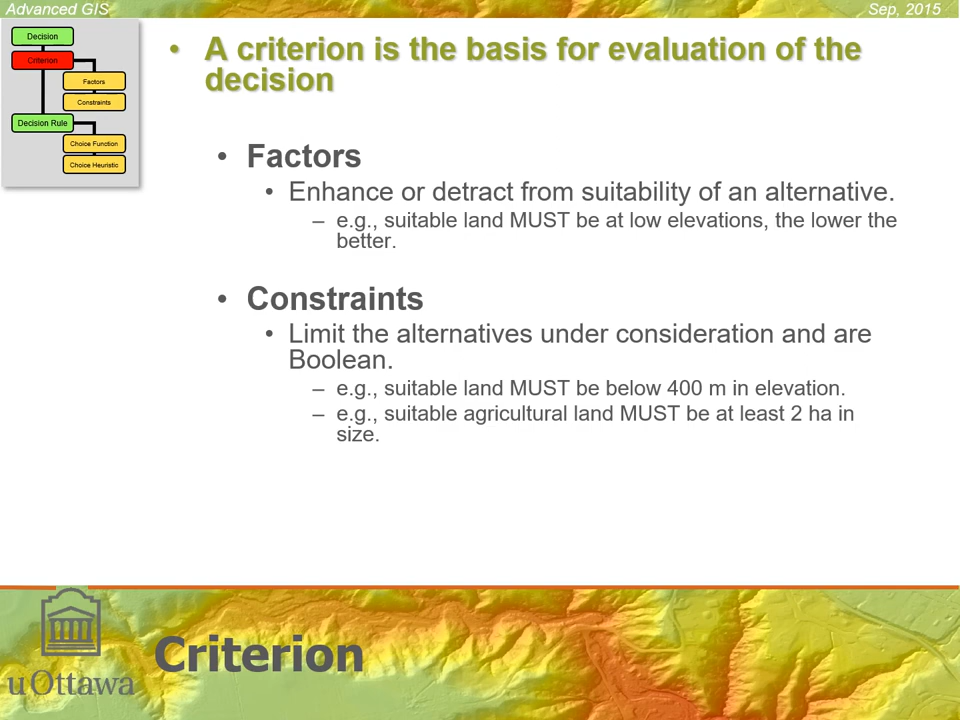 Advanced GIS
Sep, 2015
Decision
Criterion
Factors
Constraints
Decision Rule
Choice Function
Choice Heuristic
• A criterion is the basis for evaluation of the
decision
• Factors
• Enhance or detract from suitability of an alternative.
– e.g., suitable land MUST be at low elevations, the lower the
better.
• Constraints
• Limit the alternatives under consideration and are
Boolean.
– e.g., suitable land MUST be below 400 m in elevation.
– e.g., suitable agricultural land MUST be at least 2 ha in
size.
Criterion
uOttawa